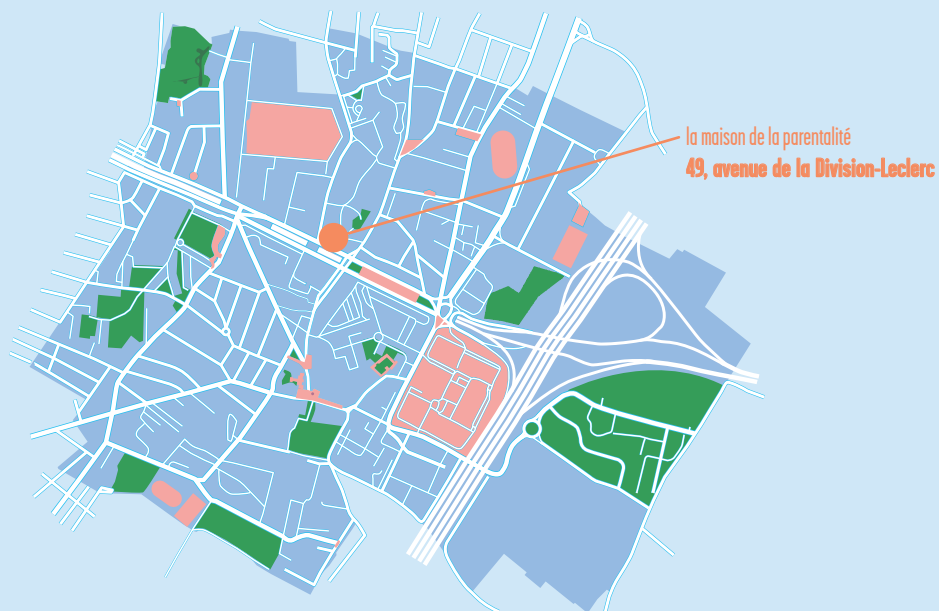 la maison de la parentalité
49, avenue de la Division-Leclerc